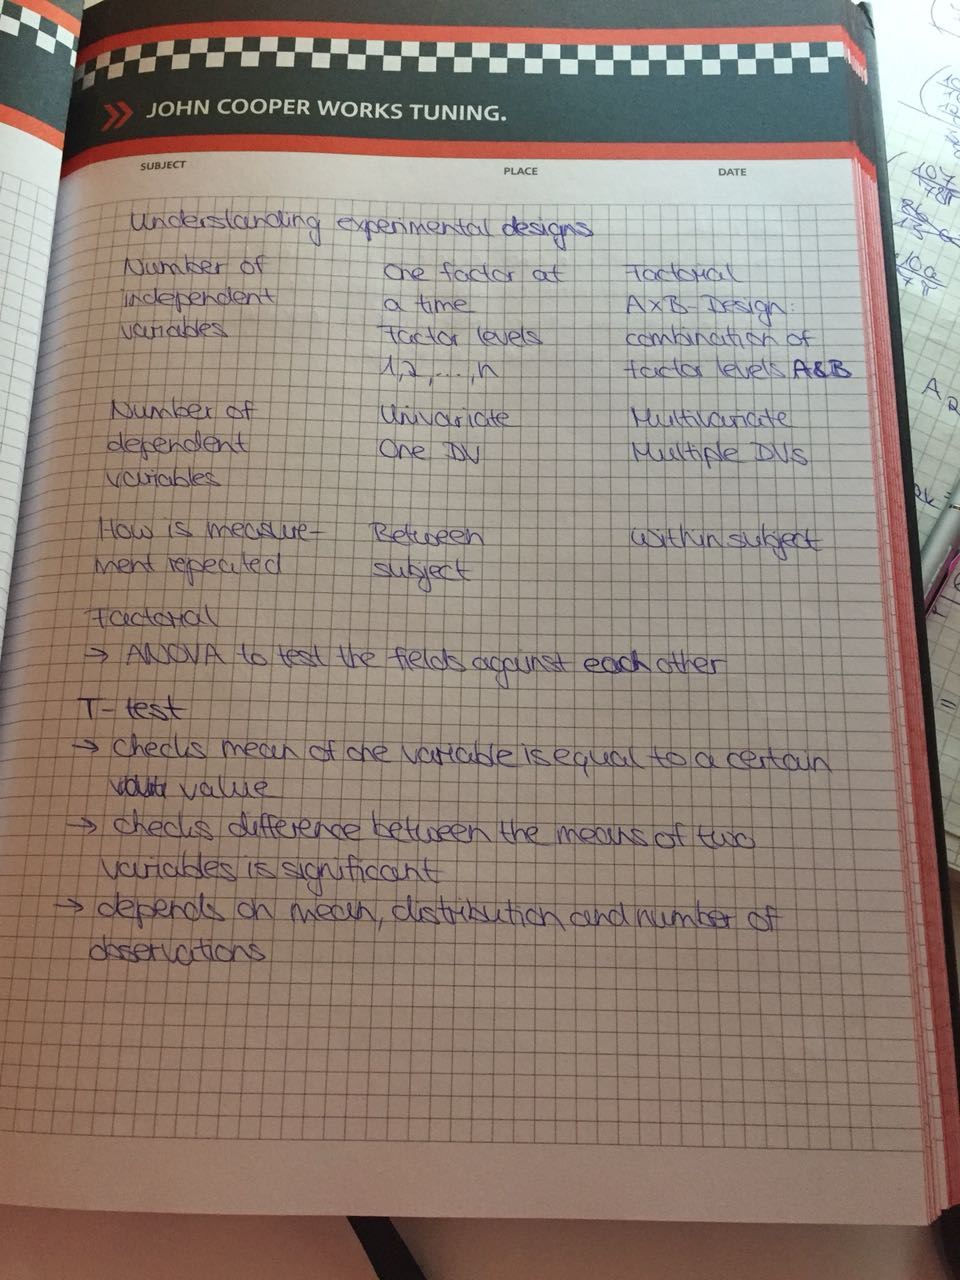 JOHN COOPER WORKS TUNING.
SUBJECT PLACE DATE
Understanding experimental designs
Number of
independent
variables
One factor at
a time
Factor levels
1,2,...,n
Factorial
AxB-Design:
combination of
factor levels A&B
Number of
dependent
variables
Univariate
One DV
Multivariate
Multiple DVs
How is measure-
ment repeated
Between
subject
Within subject
Factorial
→ ANOVA to test the fields against each other
T-test
→ checks mean of one variable is equal to a certain
value
→ checks difference between the means of two
variables is significant
→ depends on mean, distribution and number of
observations